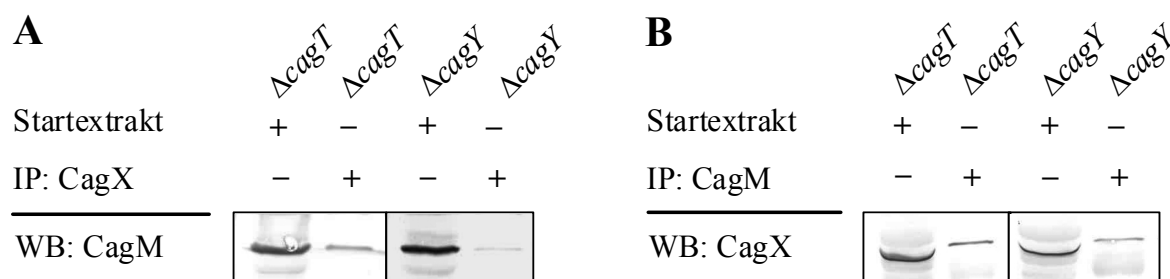 A
ΔcagT ΔcagT ΔcagY ΔcagY
Startextrakt + – + –
IP: CagX – + – +
WB: CagM
B
ΔcagT ΔcagT ΔcagY ΔcagY
Startextrakt + – + –
IP: CagM – + – +
WB: CagX